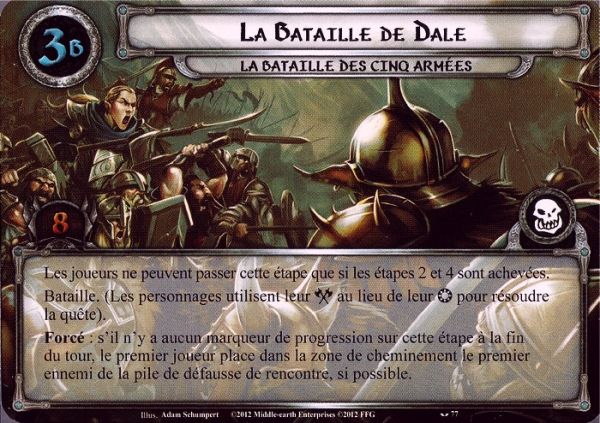 3B
LA BATAILLE DE DALE
LA BATAILLE DES CINQ ARMÉES
8
Les joueurs ne peuvent passer cette étape que si les étapes 2 et 4 sont achevées.
Bataille. (Les personnages utilisent leur au lieu de leur pour résoudre
la quête).
Forcé : s'il n'y a aucun marqueur de progression sur cette étape à la fin
du tour, le premier joueur place dans la zone de cheminement le premier
ennemi de la pile de défausse de rencontre, si possible.
Illus. Adam Schumpert ©2012 Middle-earth Enterprises ©2012 FFG 77